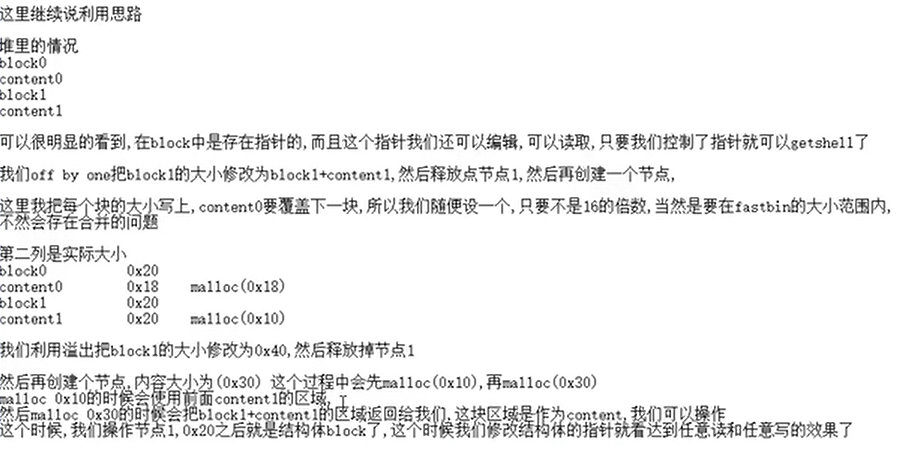 这里继续说利用思路
堆里的情况
block0
content0
block1
content1
可以很明显的看到,在block中是存在指针的,而且这个指针我们还可以编辑,可以读取,只要我们控制了指针就可以getshell了
我们off by one把block1的大小修改为block1+content1,然后释放点节点1,然后再创建一个节点,
这里我把每个块的大小写上,content0要覆盖下一块,所以我们随便设一个,只要不是16的倍数,当然是要在fastbin的大小范围内,
不然会存在合并的问题
第二列是实际大小
block0 0x20
content0 0x18 malloc(0x18)
block1 0x20
content1 0x20 malloc(0x10)
我们利用溢出把block1的大小修改为0x40,然后释放掉节点1
然后再创建个节点,内容大小为(0x30) 这个过程中会先malloc(0x10),再malloc(0x30)
malloc 0x10的时候会使用前面content1的区域,
然后malloc 0x30的时候会把block1+content1的区域返回给我们,这块区域是作为content,我们可以操作
这个时候,我们操作节点1,0x20之后就是结构体block了,这个时候我们修改结构体的指针就看达到任意读和任意写的效果了